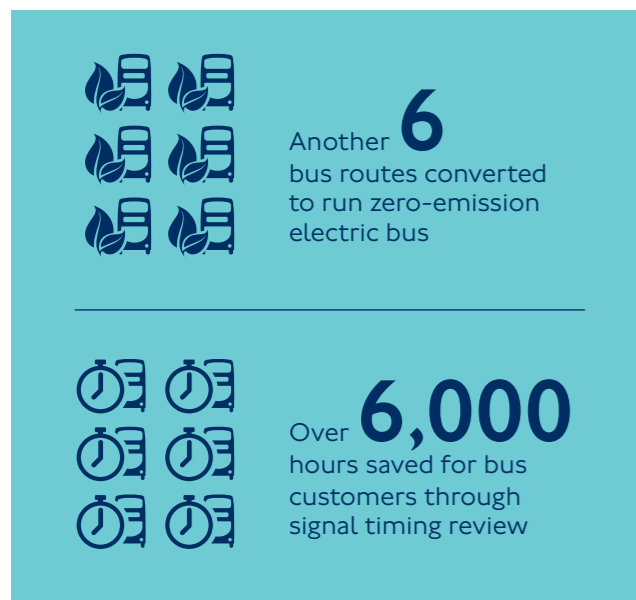 Another 6
bus routes converted
to run zero-emission
electric bus
Over 6,000
hours saved for bus
customers through
signal timing review